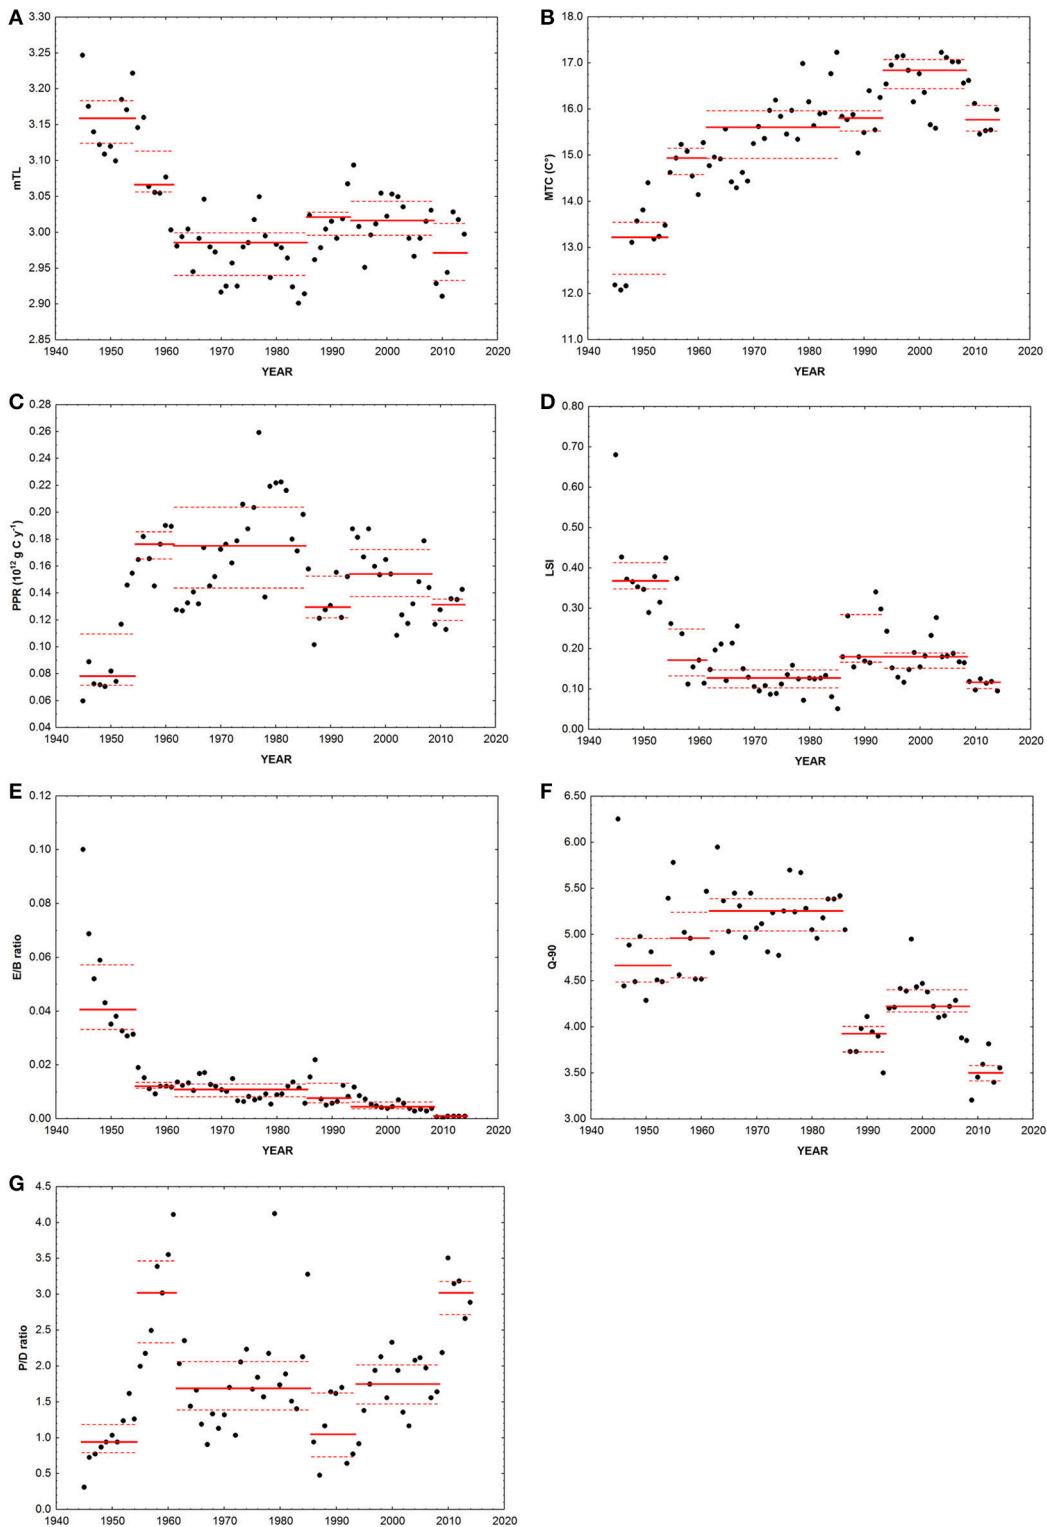 A
3.25
3.20
3.15
3.10
3.05
3.00
2.95
2.90
2.85
mTL
1940 1950 1960 1970 1980 1990 2000 2010 2020
YEAR
B
18.0
17.0
16.0
15.0
14.0
13.0
12.0
11.0
MTC (C°)
1940 1950 1960 1970 1980 1990 2000 2010 2020
YEAR
C
0.28
0.26
0.24
0.22
0.20
0.18
0.16
0.14
0.12
0.10
0.08
0.06
0.04
PPR (10¹² g C y⁻¹)
1940 1950 1960 1970 1980 1990 2000 2010 2020
YEAR
D
0.80
0.70
0.60
0.50
0.40
0.30
0.20
0.10
0.00
LSI
1940 1950 1960 1970 1980 1990 2000 2010 2020
YEAR
E
0.12
0.10
0.08
0.06
0.04
0.02
0.00
E/B ratio
1940 1950 1960 1970 1980 1990 2000 2010 2020
YEAR
F
6.50
6.00
5.50
5.00
4.50
4.00
3.50
3.00
Q-90
1940 1950 1960 1970 1980 1990 2000 2010 2020
YEAR
G
4.5
4.0
3.5
3.0
2.5
2.0
1.5
1.0
0.5
0.0
P/D ratio
1940 1950 1960 1970 1980 1990 2000 2010 2020
YEAR